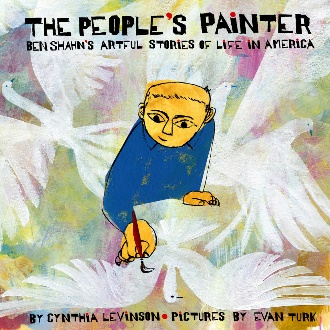 THE PEOPLE'S PAINTER
BEN SHAHN'S ARTFUL STORIES OF LIFE IN AMERICA
BY CYNTHIA LEVINSON • PICTURES BY EVAN TURK